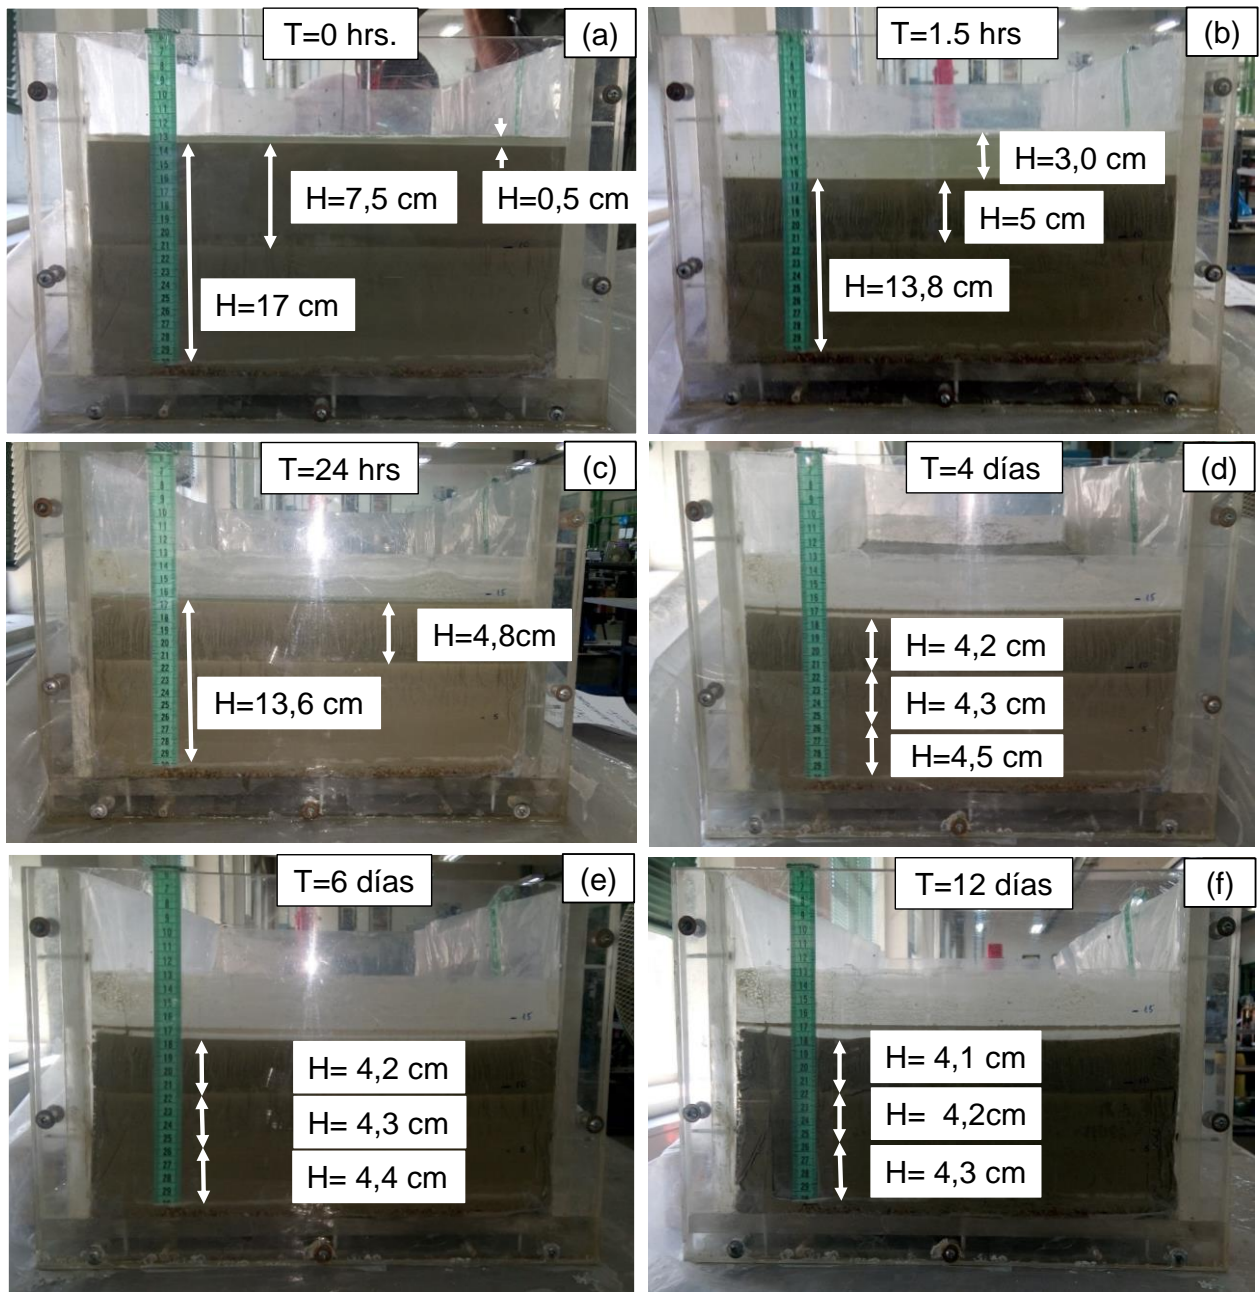 T=0 hrs.
(a)
H=7,5 cm
H=0,5 cm
H=17 cm
T=1.5 hrs
(b)
H=3,0 cm
H=5 cm
H=13,8 cm
T=24 hrs
(c)
H=4,8cm
H=13,6 cm
T=4 días
(d)
H= 4,2 cm
H= 4,3 cm
H=4,5 cm
T=6 días
(e)
H= 4,2 cm
H= 4,3 cm
H= 4,4 cm
T=12 días
(f)
H= 4,1 cm
H= 4,2cm
H= 4,3 cm